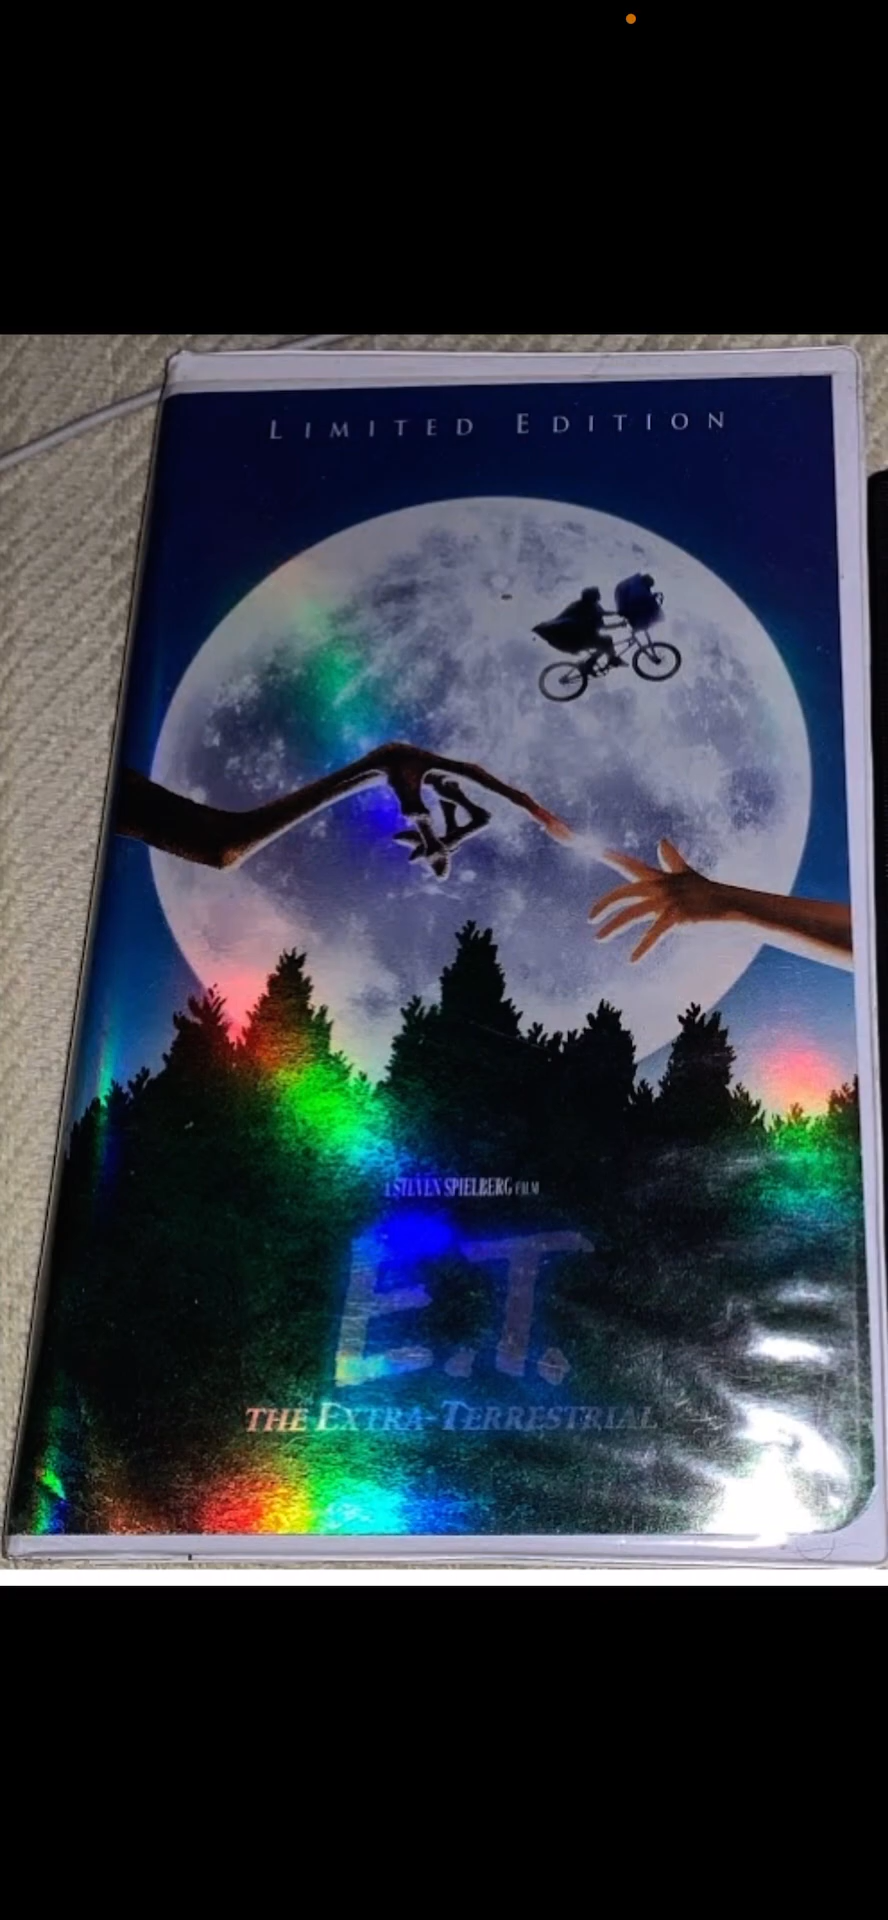 LIMITED EDITION
A STEVEN SPIELBERG FILM
E.T.
THE EXTRA-TERRESTRIAL